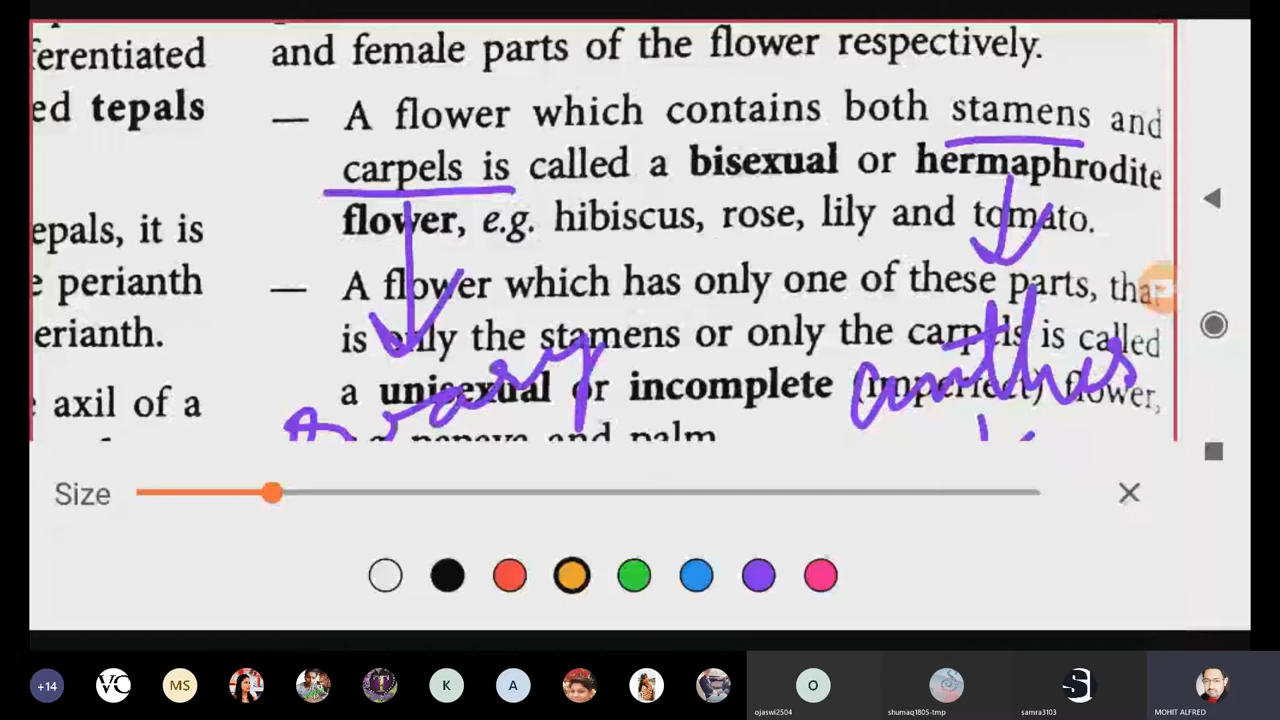 ferentiated
ed tepals
epals, it is
e perianth
erianth.
axil of a
and female parts of the flower respectively.
— A flower which contains both stamens and
carpels is called a bisexual or hermaphrodite
flower, e.g. hibiscus, rose, lily and tomato.
— A flower which has only one of these parts, that
is only the stamens or only the carpels is called
a unisexual or incomplete (imperfect) flower,
e.g. papaya and palm
ovary
Size
+14
VC
MS
T
K
A
O
S
S
ojaswi2504
shumaq1805-tmp
samra3103
MOHIT ALFRED